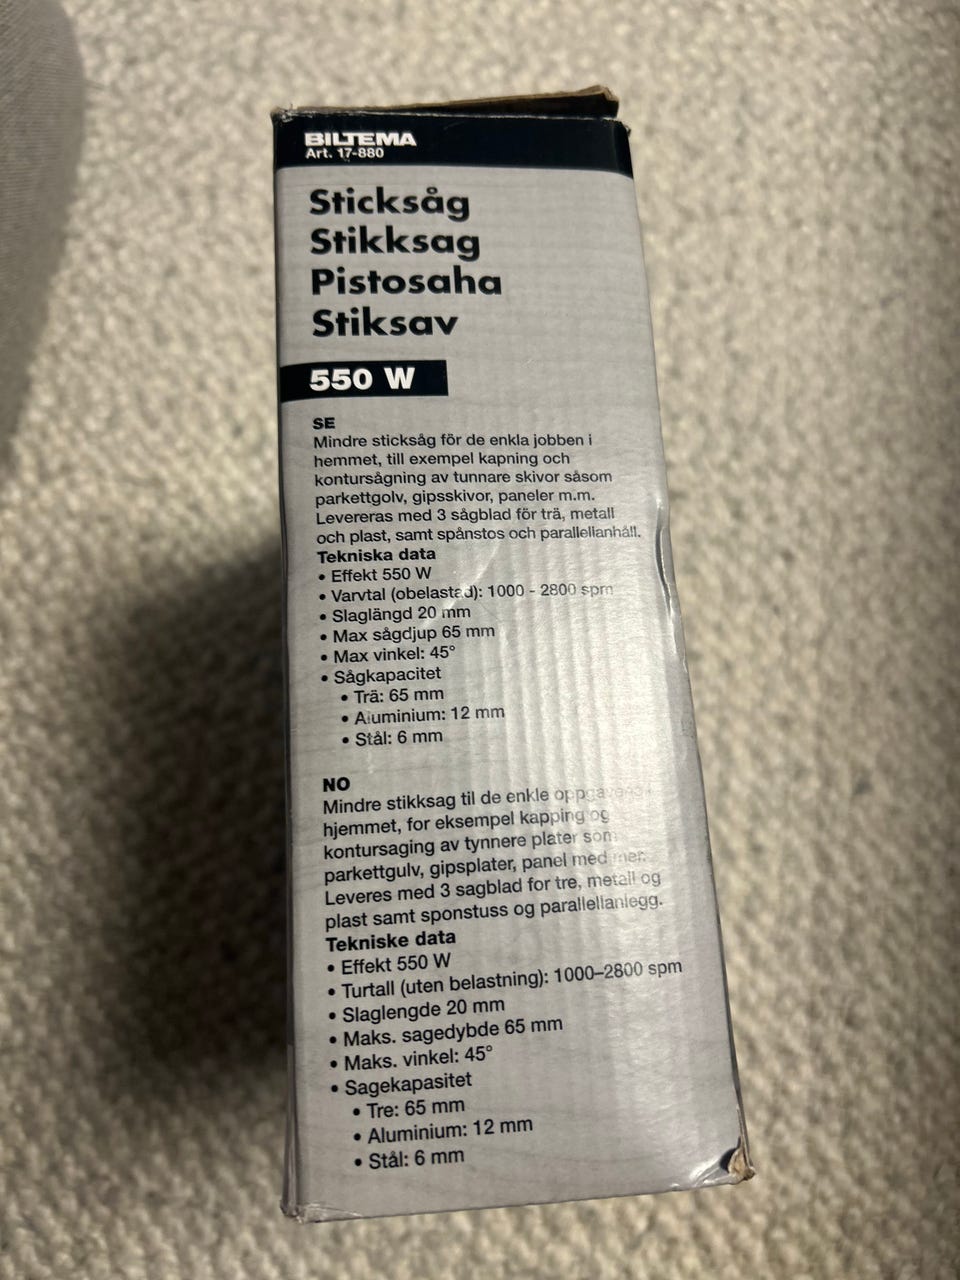 BILTEMA
Art. 17-880
Sticksåg
Stikksag
Pistosaha
Stiksav
550 W
SE
Mindre sticksåg för de enkla jobben i
hemmet, till exempel kapning och
kontursågning av tunnare skivor såsom
parkettgolv, gipsskivor, paneler m.m.
Levereras med 3 sågblad för trä, metall
och plast, samt spånstos och parallellanhåll.
Tekniska data
• Effekt 550 W
• Varvtal (obelastad): 1000 - 2800 spm
• Slaglängd 20 mm
• Max sågdjup 65 mm
• Max vinkel: 45°
• Sågkapacitet
• Trä: 65 mm
• Aluminium: 12 mm
• Stål: 6 mm
NO
Mindre stikksag til de enkle oppgavene i
hjemmet, for eksempel kapping og
kontursaging av tynnere plater som
parkettgulv, gipsplater, panel med mer.
Leveres med 3 sagblad for tre, metall og
plast samt sponstuss og parallellanlegg.
Tekniske data
• Effekt 550 W
• Turtall (uten belastning): 1000–2800 spm
• Slaglengde 20 mm
• Maks. sagedybde 65 mm
• Maks. vinkel: 45°
• Sagekapasitet
• Tre: 65 mm
• Aluminium: 12 mm
• Stål: 6 mm